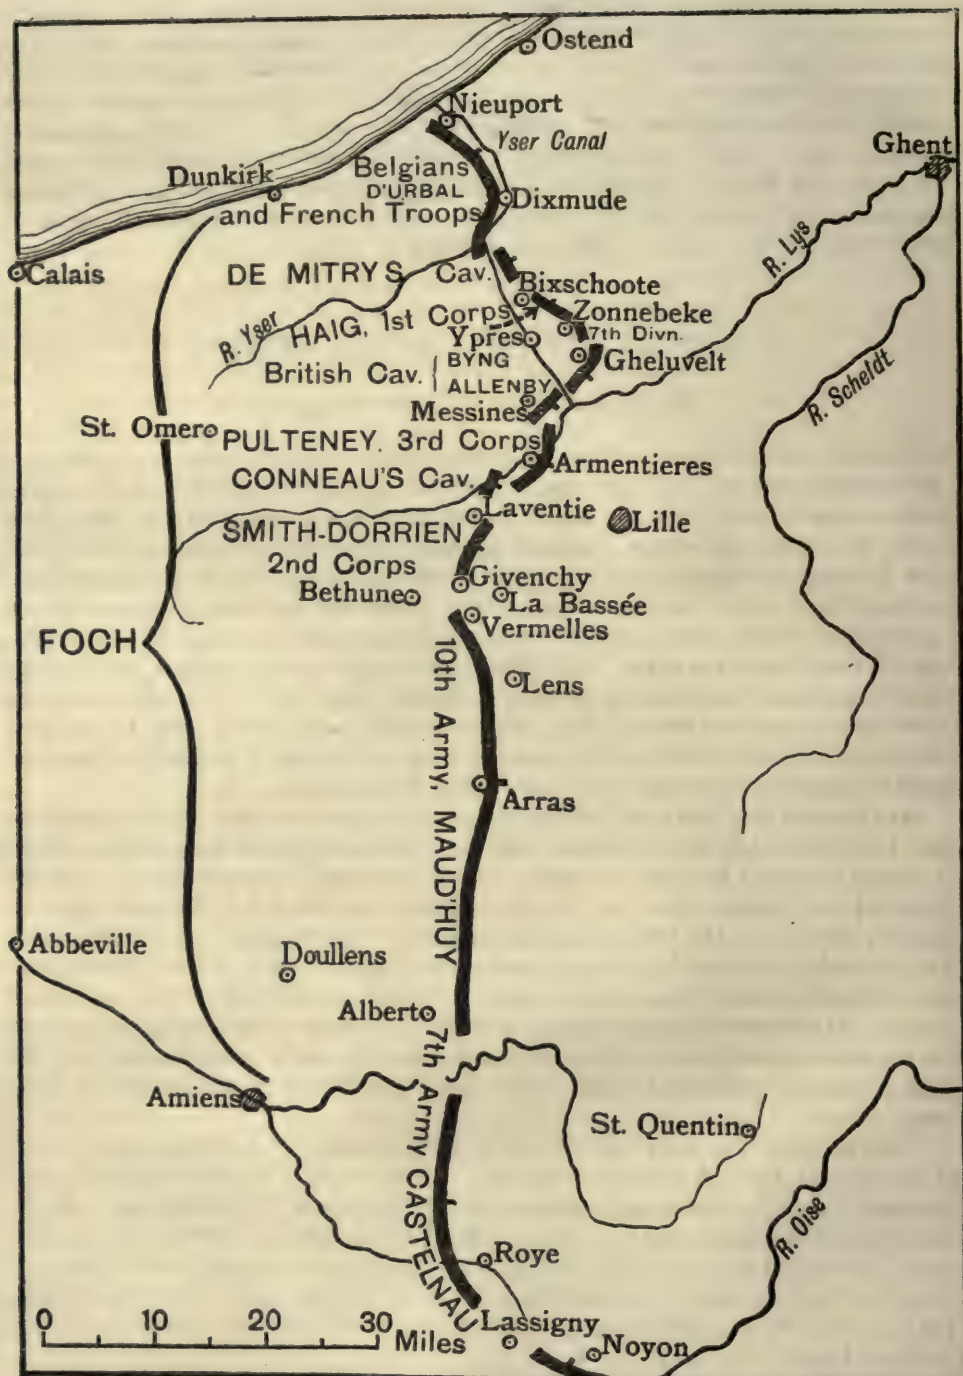 Ostend
Nieuport
Yser Canal
Ghent
Dunkirk
Belgians
D'URBAL
and French Troops
Dixmude
R. Lys
Calais
DE MITRY'S Cav.
Bixschoote
R. Yser
HAIG, 1st Corps
Zonnebeke
Ypres
7th Divn.
British Cav.
BYNG
ALLENBY
Gheluvelt
R. Scheldt
Messines
St. Omer
PULTENEY. 3rd Corps
Armentieres
CONNEAU'S Cav.
Laventie
Lille
SMITH-DORRIEN
2nd Corps
Givenchy
Bethune
La Bassée
Vermelles
FOCH
10th Army, MAUD'HUY
Lens
Arras
Abbeville
Doullens
Albert
7th Army CASTELNAU
Amiens
St. Quentin
R. Oise
Roye
0 10 20 30
Miles
Lassigny
Noyon